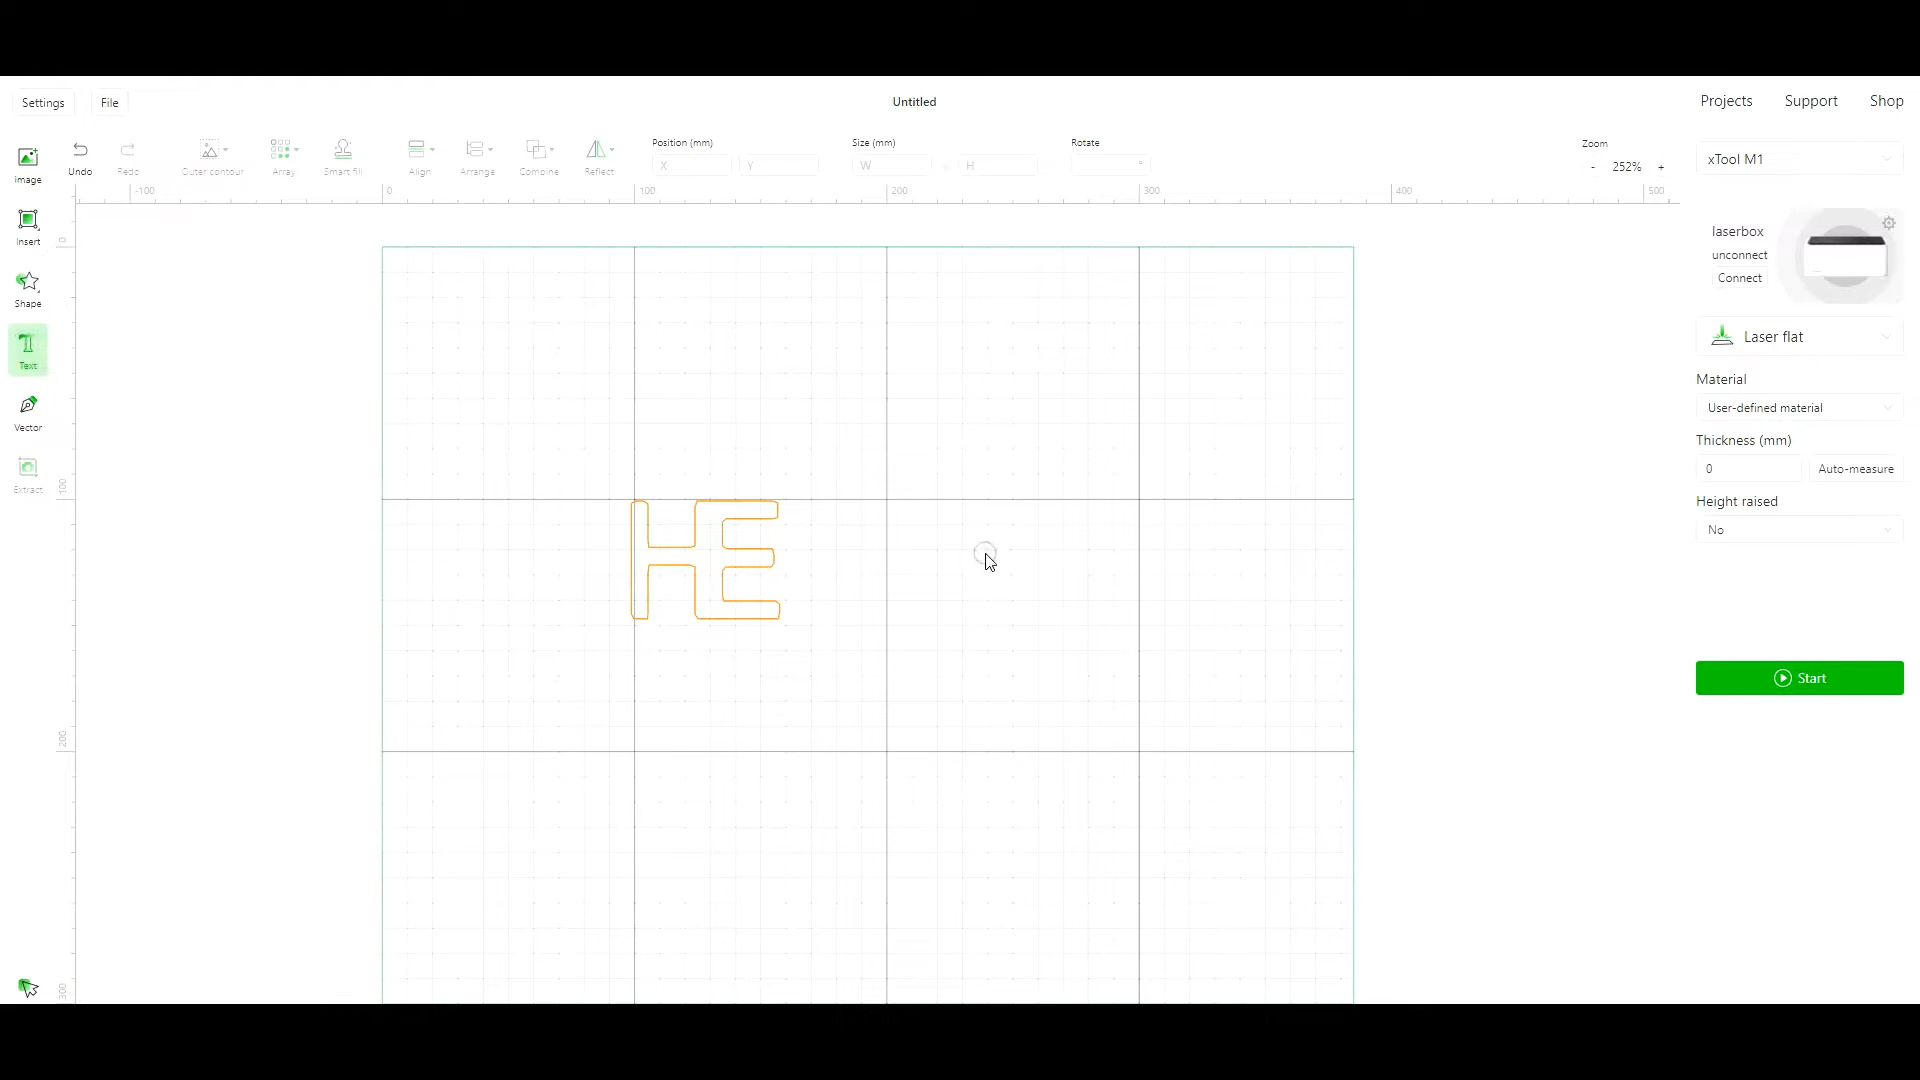 Settings File Untitled Projects Support Shop
Image Undo Redo Outer contour Array Smart fill Align Arrange Combine Reflect
Position (mm) X Y
Size (mm) W H
Rotate °
Zoom - 252% +
-100 0 100 200 300 400 500
0
100
200
300
Insert
Shape
Text
Vector
Extract
HE
xTool M1
laserbox
unconnect
Connect
Laser flat
Material
User-defined material
Thickness (mm)
0 Auto-measure
Height raised
No
Start